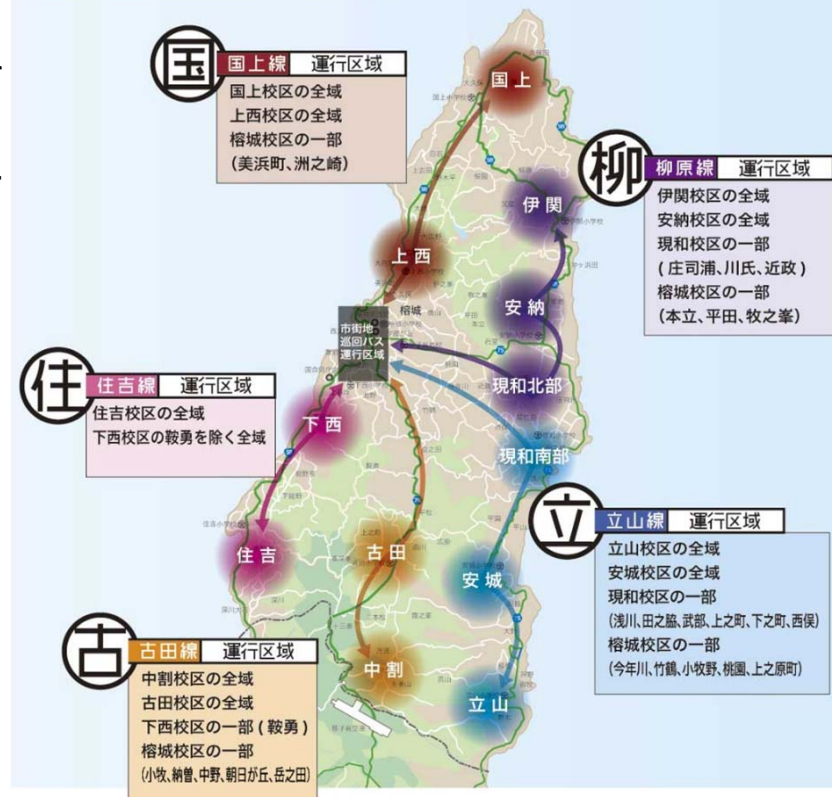 国
国上線 運行区域
国上校区の全域
上西校区の全域
榕城校区の一部
(美浜町、洲之崎)
柳
柳原線 運行区域
伊関校区の全域
安納校区の全域
現和校区の一部
(庄司浦、川氏、近政)
榕城校区の一部
(本立、平田、牧之峯)
国上
伊関
上西
安納
榕城
市街地
巡回バス
運行区域
現和北部
下西
現和南部
住吉
古田
安城
中割
立山
住
住吉線 運行区域
住吉校区の全域
下西校区の鞍勇を除く全域
立
立山線 運行区域
立山校区の全域
安城校区の全域
現和校区の一部
(浅川、田之脇、武部、上之町、下之町、西俣)
榕城校区の一部
(今年川、竹鶴、小牧野、桃園、上之原町)
古
古田線 運行区域
中割校区の全域
古田校区の全域
下西校区の一部(鞍勇)
榕城校区の一部
(小牧、納曽、中野、朝日が丘、岳之田)